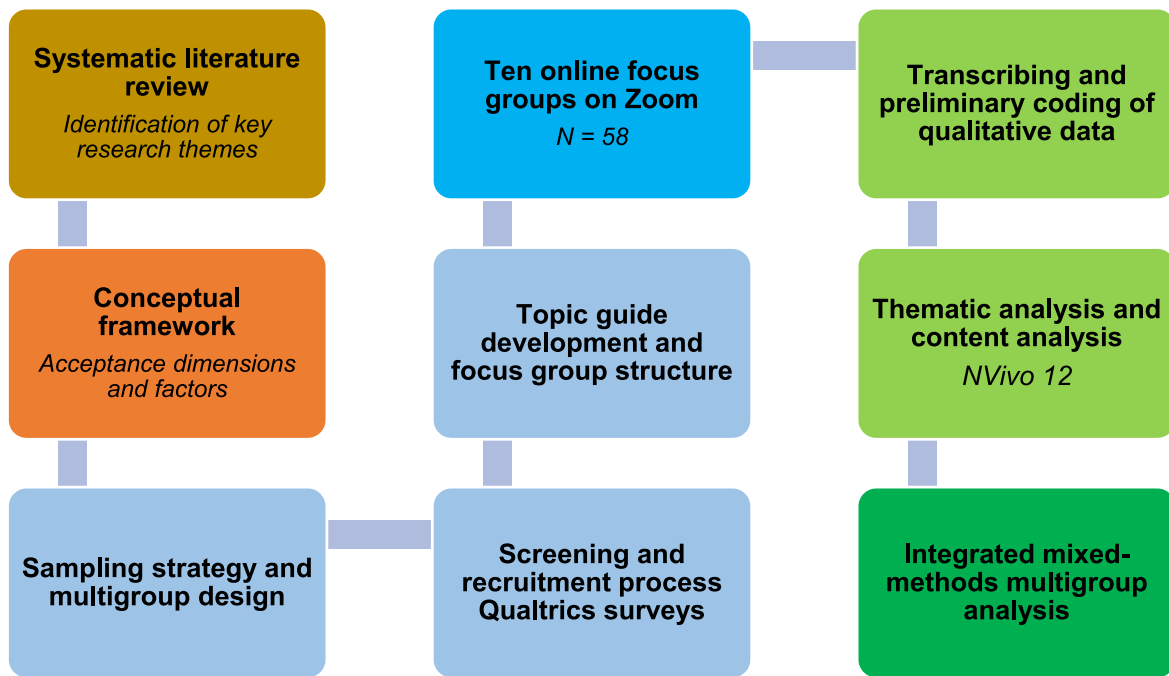 Systematic literature
review
Identification of key
research themes
Conceptual
framework
Acceptance dimensions
and factors
Sampling strategy and
multigroup design
Screening and
recruitment process
Qualtrics surveys
Topic guide
development and
focus group structure
Ten online focus
groups on Zoom
N = 58
Transcribing and
preliminary coding of
qualitative data
Thematic analysis and
content analysis
NVivo 12
Integrated mixed-
methods multigroup
analysis